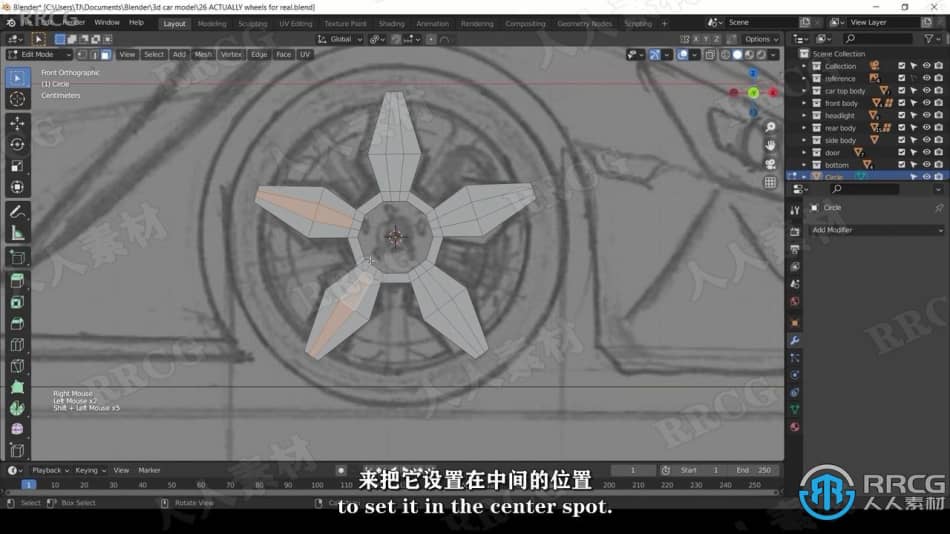 Blender* [C:\Users\TJ\Documents\Blender\3d car model\26 ACTUALLY wheels for real.blend]
RRCG Edit Render Window Help Layout Modeling Sculpting UV Editing Texture Paint Shading Animation Rendering Compositing Geometry Nodes Scripting Scene View Layer
Global X Y Z Options
Edit Mode View Select Add Mesh Vertex Edge Face UV
Front Orthographic
(1) Circle
Centimeters
Scene Collection
Collection
reference
car top body
front body
headlight
rear body
side body
door
bottom
Circle
Circle
Add Modifier
Right Mouse
Left Mouse x2
Shift + Left Mouse x5
Playback Keying View Marker 1 Start 1 End 250
1 10 20 30 40 50 60 70 80 90 100
220 230 240 250
Select Box Select Rotate View
来把它设置在中间的位置
to set it in the center spot.
RRCG
人人素材